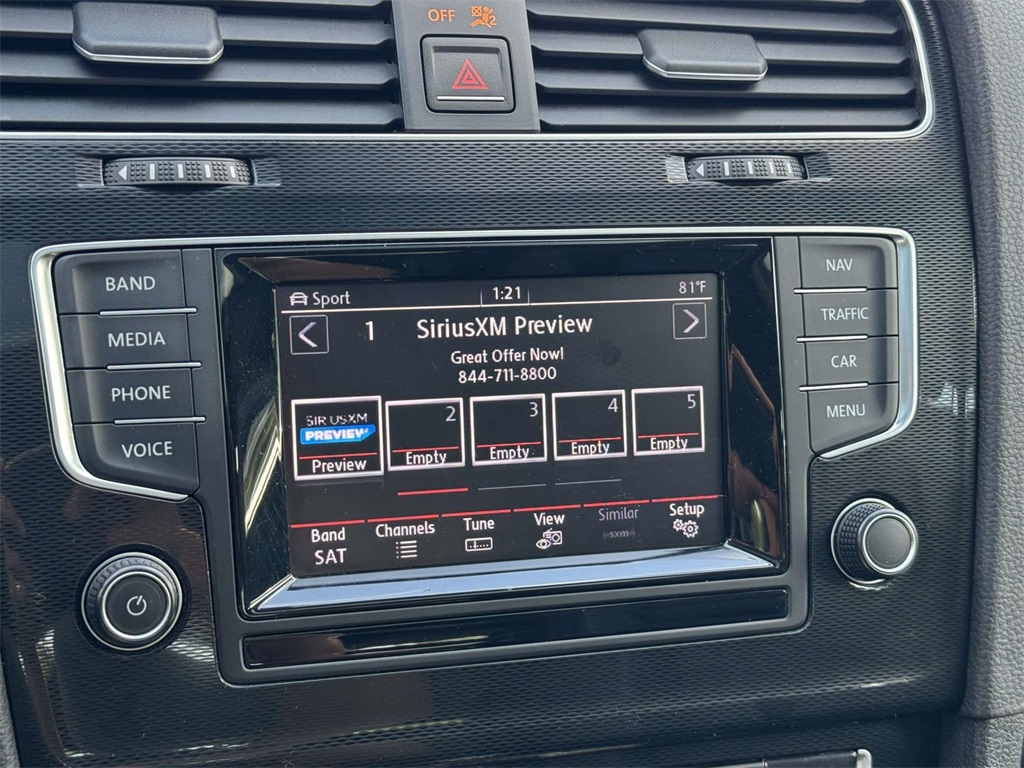 OFF 2
BAND
MEDIA
PHONE
VOICE
NAV
TRAFFIC
CAR
MENU
Sport 1:21 81°F
1 SiriusXM Preview
Great Offer Now!
844-711-8800
SIRIUSXM
PREVIEW
Preview
2
Empty
3
Empty
4
Empty
5
Empty
Band
SAT
Channels
Tune
View
Similar
((sxm))
Setup